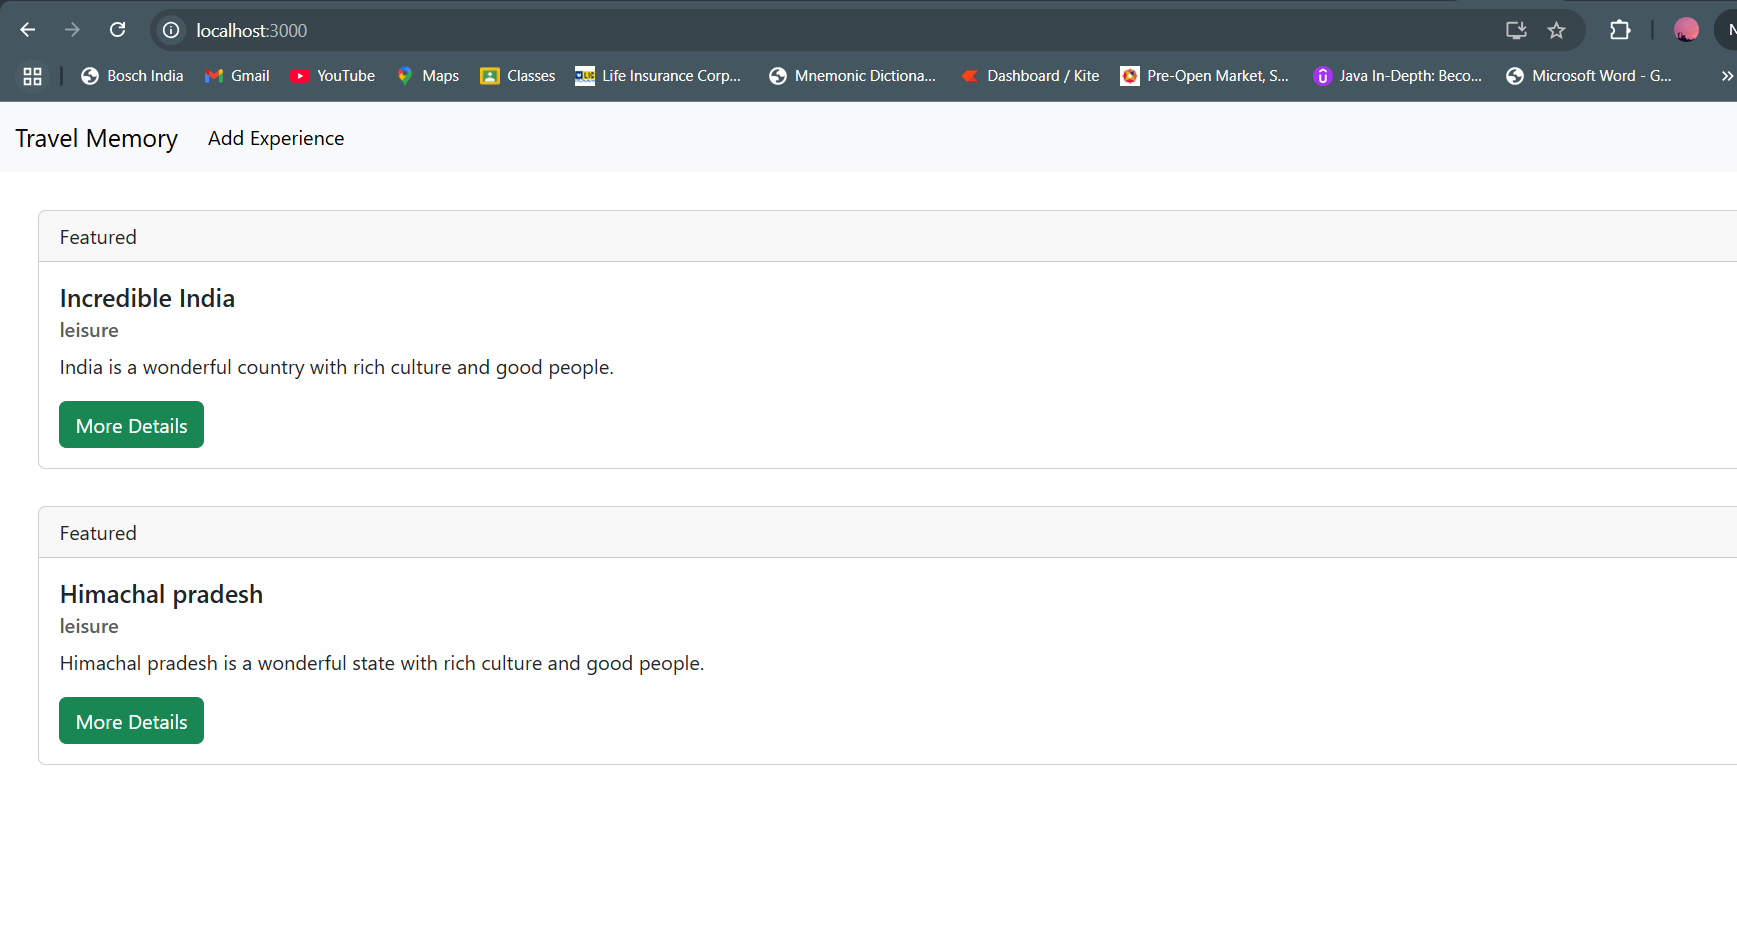 localhost:3000
Bosch India Gmail YouTube Maps Classes Life Insurance Corp... Mnemonic Dictiona... Dashboard / Kite Pre-Open Market, S... Java In-Depth: Beco... Microsoft Word - G...
Travel Memory Add Experience
Featured
Incredible India
leisure
India is a wonderful country with rich culture and good people.
More Details
Featured
Himachal pradesh
leisure
Himachal pradesh is a wonderful state with rich culture and good people.
More Details